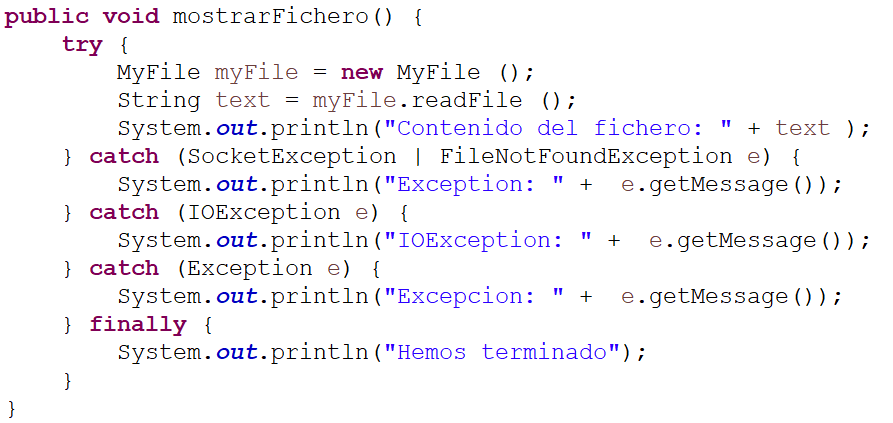 public void mostrarFichero() {
    try {
        MyFile myFile = new MyFile ();
        String text = myFile.readFile ();
        System.out.println("Contenido del fichero: " + text );
    } catch (SocketException | FileNotFoundException e) {
        System.out.println("Exception: " +  e.getMessage());
    } catch (IOException e) {
        System.out.println("IOException: " +  e.getMessage());
    } catch (Exception e) {
        System.out.println("Excepcion: " +  e.getMessage());
    } finally {
        System.out.println("Hemos terminado");
    }
}